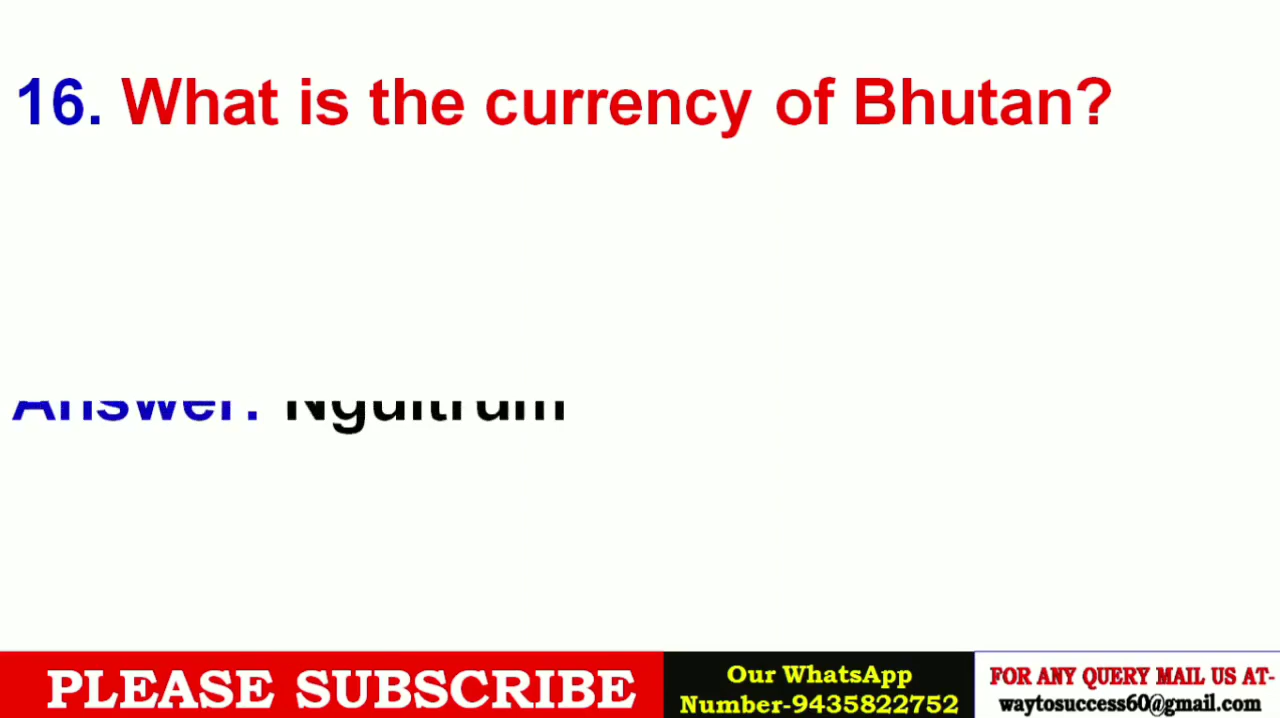 16. What is the currency of Bhutan?
Answer: Ngultrum
PLEASE SUBSCRIBE
Our WhatsApp
Number-9435822752
FOR ANY QUERY MAIL US AT-
waytosuccess60@gmail.com